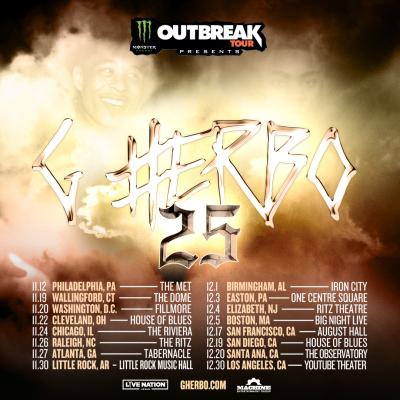 MONSTER ENERGY
OUTBREAK
TOUR
PRESENTS
G HERBO
25
11.12 PHILADELPHIA, PA THE MET
11.19 WALLINGFORD, CT THE DOME
11.20 WASHINGTON, D.C. FILLMORE
11.22 CLEVELAND, OH HOUSE OF BLUES
11.24 CHICAGO, IL THE RIVIERA
11.26 RALEIGH, NC THE RITZ
11.27 ATLANTA, GA TABERNACLE
11.30 LITTLE ROCK, AR - LITTLE ROCK MUSIC HALL
12.1 BIRMINGHAM, AL IRON CITY
12.3 EASTON, PA ONE CENTRE SQUARE
12.4 ELIZABETH, NJ RITZ THEATRE
12.5 BOSTON, MA BIG NIGHT LIVE
12.17 SAN FRANCISCO, CA AUGUST HALL
12.19 SAN DIEGO, CA HOUSE OF BLUES
12.20 SANTA ANA, CA THE OBSERVATORY
12.30 LOS ANGELES, CA YOUTUBE THEATER
LIVE NATION
GHERBO.COM
MACHINE
ENTERTAINMENT GROUP